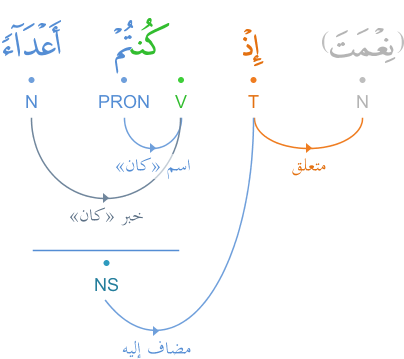 (نِعْمَتَ) إِذْ كُنتُمْ أَعْدَآءً
N T V PRON N
متعلق
اسم «كان»
خبر «كان»
NS
مضاف إليه